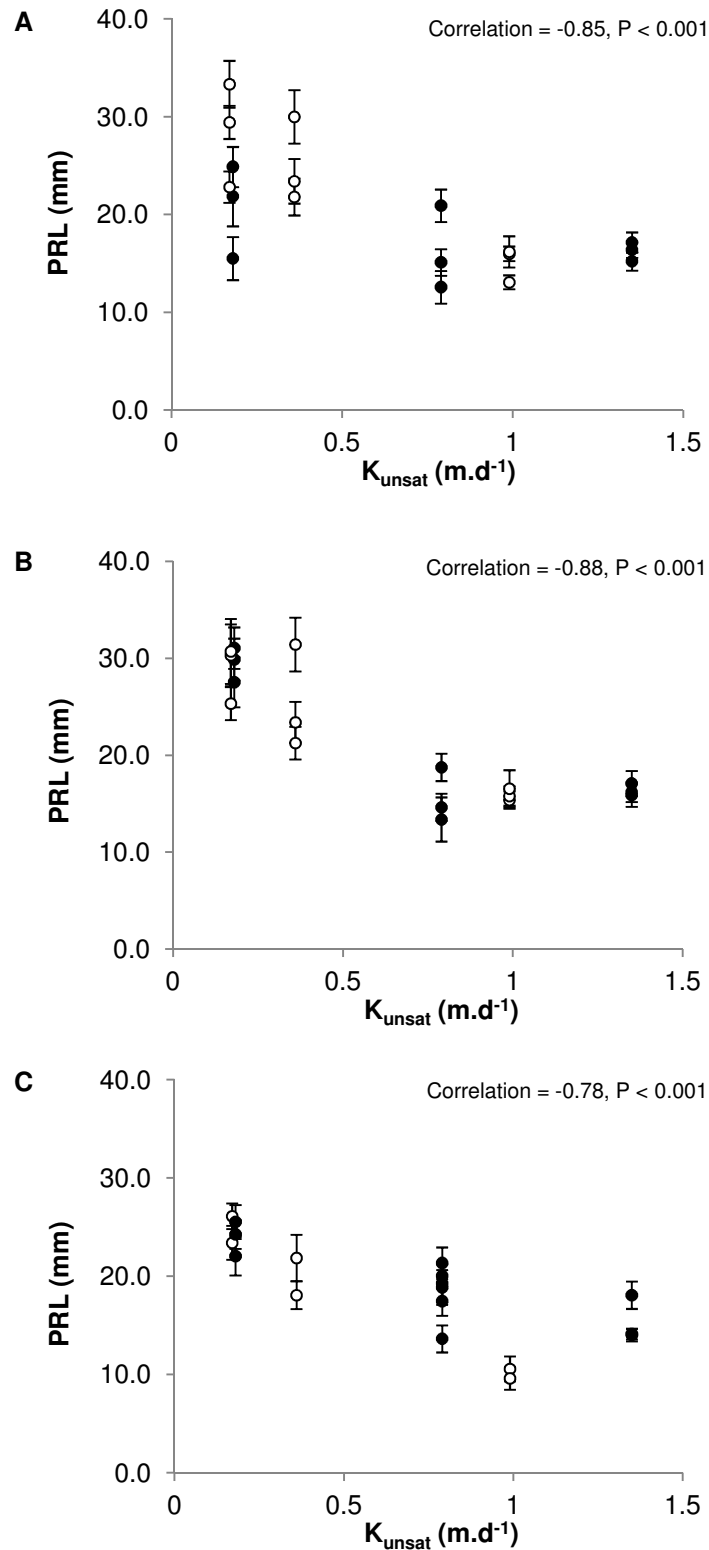 A
Correlation = -0.85, P < 0.001
40.0
30.0
20.0
10.0
0.0
PRL (mm)
0 0.5 1 1.5
Kunsat (m.d-1)
B
Correlation = -0.88, P < 0.001
40.0
30.0
20.0
10.0
0.0
PRL (mm)
0 0.5 1 1.5
Kunsat (m.d-1)
C
Correlation = -0.78, P < 0.001
40.0
30.0
20.0
10.0
0.0
PRL (mm)
0 0.5 1 1.5
Kunsat (m.d-1)